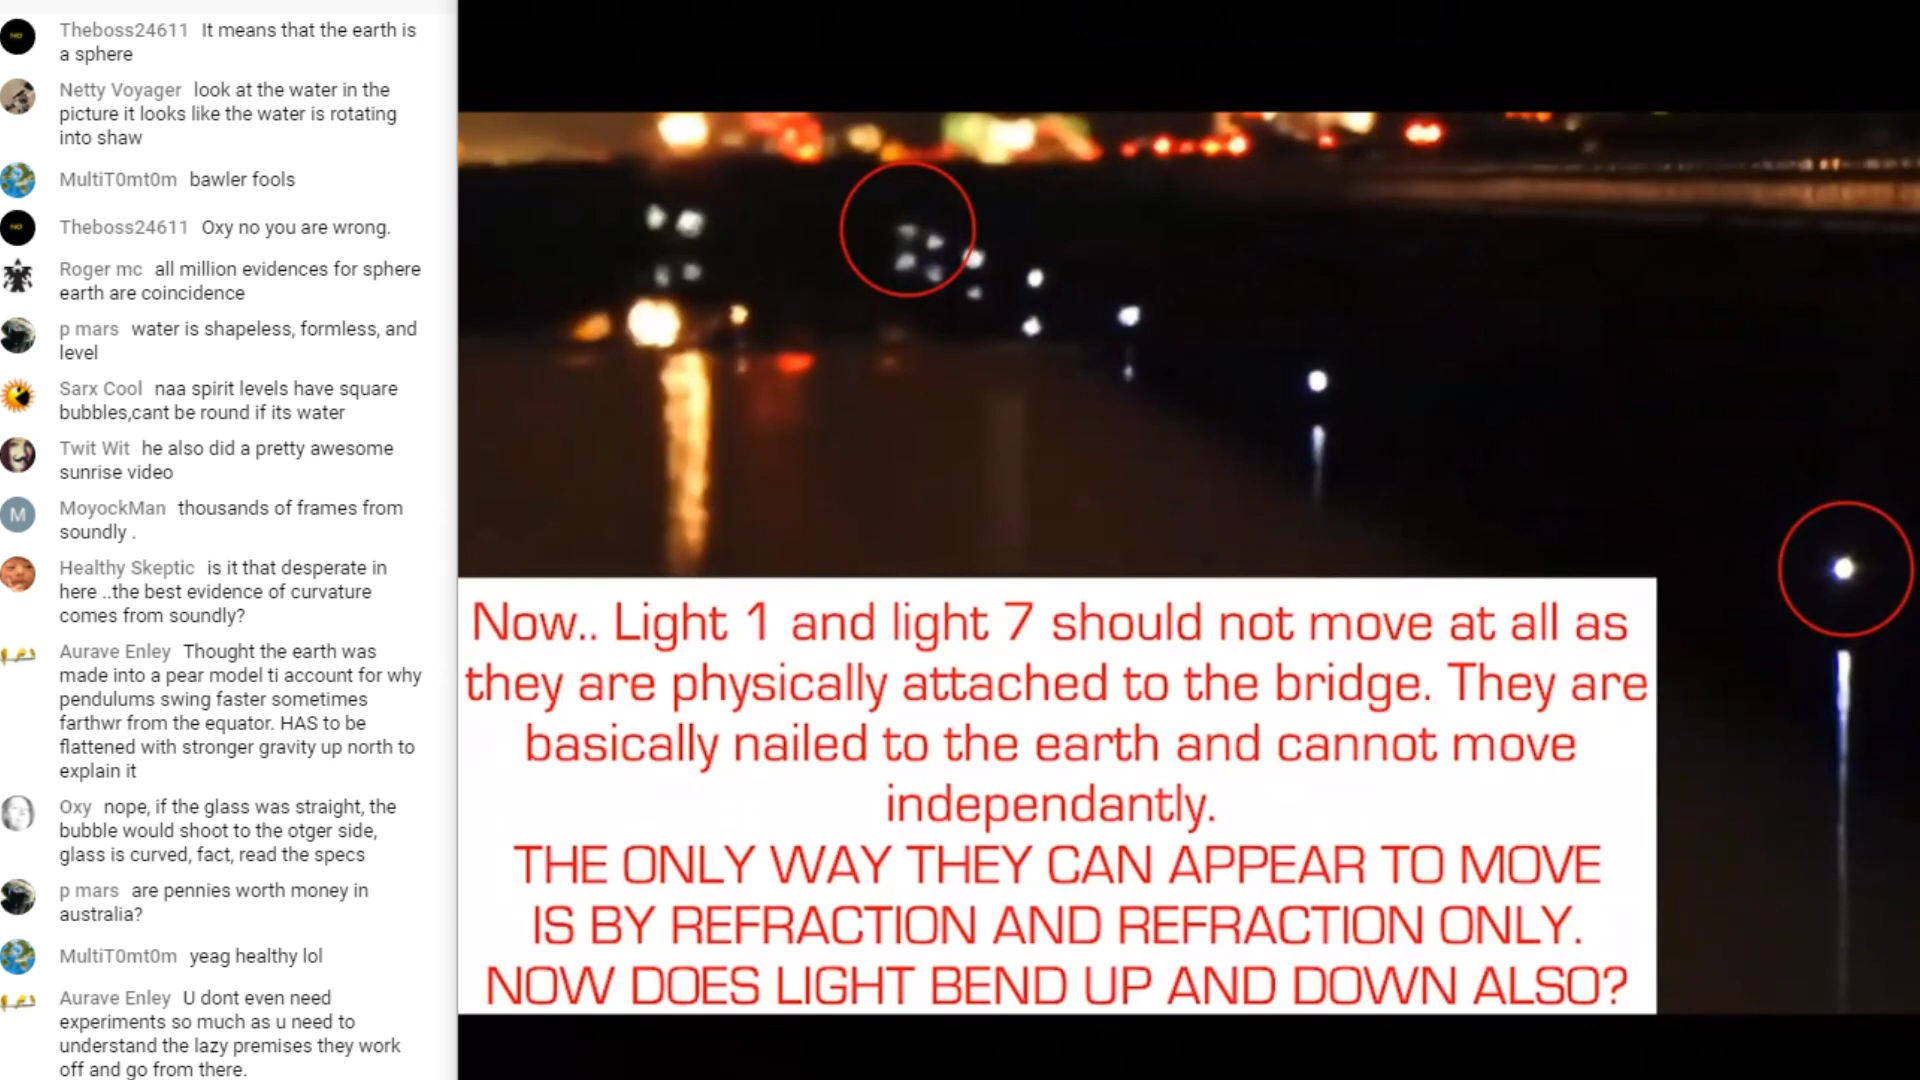 Theboss24611 It means that the earth is
a sphere
Netty Voyager look at the water in the
picture it looks like the water is rotating
into shaw
MultiT0mt0m bawler fools
Theboss24611 Oxy no you are wrong.
Roger mc all million evidences for sphere
earth are coincidence
p mars water is shapeless, formless, and
level
Sarx Cool naa spirit levels have square
bubbles,cant be round if its water
Twit Wit he also did a pretty awesome
sunrise video
M
MoyockMan thousands of frames from
soundly .
Healthy Skeptic is it that desperate in
here ..the best evidence of curvature
comes from soundly?
Aurave Enley Thought the earth was
made into a pear model ti account for why
pendulums swing faster sometimes
farthwr from the equator. HAS to be
flattened with stronger gravity up north to
explain it
Oxy nope, if the glass was straight, the
bubble would shoot to the otger side,
glass is curved, fact, read the specs
p mars are pennies worth money in
australia?
MultiT0mt0m yeag healthy lol
Aurave Enley U dont even need
experiments so much as u need to
understand the lazy premises they work
off and go from there.
Now.. Light 1 and light 7 should not move at all as
they are physically attached to the bridge. They are
basically nailed to the earth and cannot move
independantly.
THE ONLY WAY THEY CAN APPEAR TO MOVE
IS BY REFRACTION AND REFRACTION ONLY.
NOW DOES LIGHT BEND UP AND DOWN ALSO?